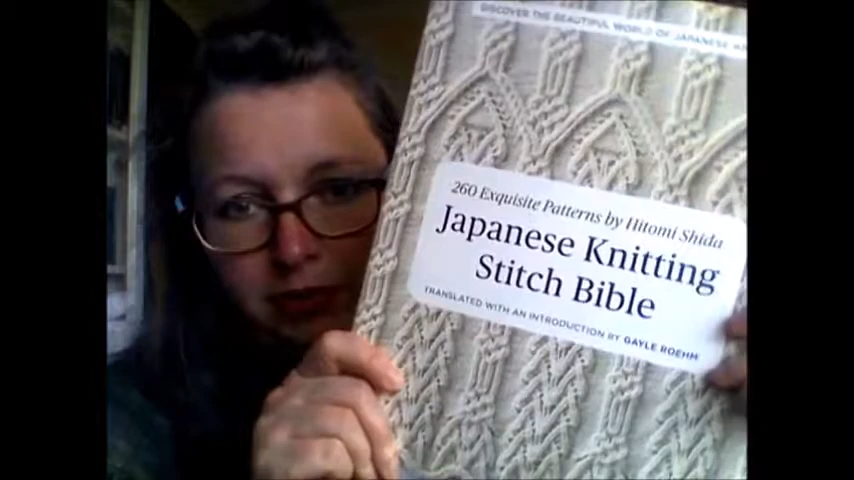 DISCOVER THE BEAUTIFUL WORLD OF JAPANESE
260 Exquisite Patterns by Hitomi Shida
Japanese Knitting
Stitch Bible
TRANSLATED WITH AN INTRODUCTION BY GAYLE ROEHM